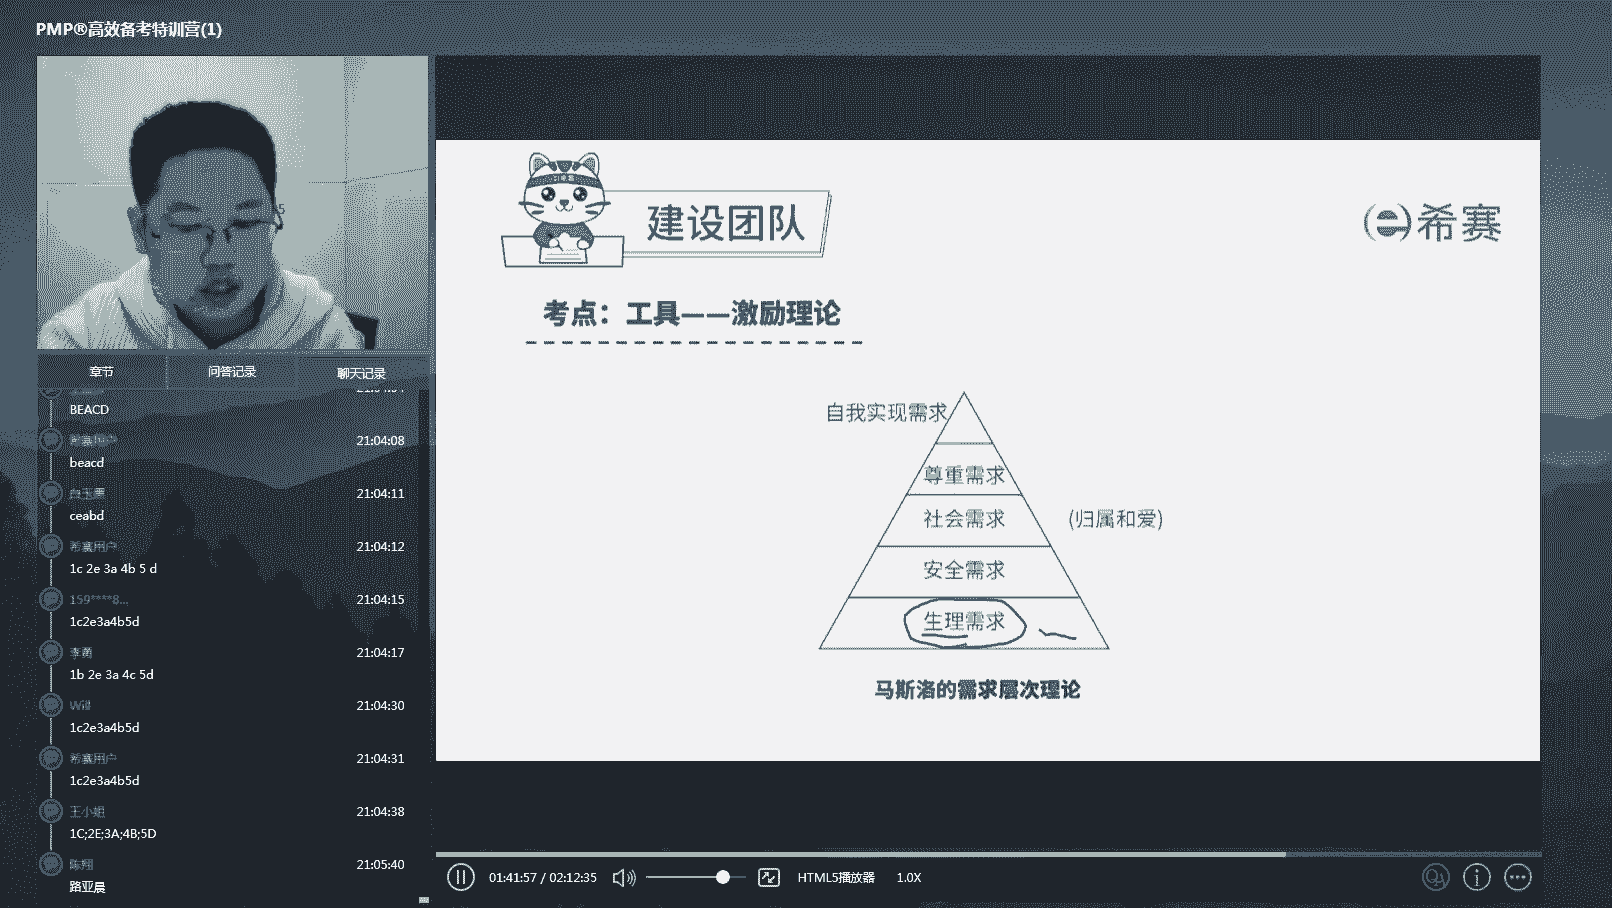 PMP®高效备考特训营(1)
章节
问答记录
聊天记录
BEACD
希赛用户
21:04:08
beacd
21:04:11
ceabd
希赛用户
21:04:12
1c 2e 3a 4b 5 d
159****8...
21:04:15
1c2e3a4b5d
李茵
21:04:17
1b 2e 3a 4c 5d
Will
21:04:30
1c2e3a4b5d
希赛用户
21:04:31
1c2e3a4b5d
王小姐
21:04:38
1C;2E;3A;4B;5D
陈翔
21:05:40
路亚晨
建设团队
希赛
考点：工具——激励理论
自我实现需求
尊重需求
社会需求
(归属和爱)
安全需求
生理需求
马斯洛的需求层次理论
01:41:57 / 02:12:35
HTML5播放器
1.0X